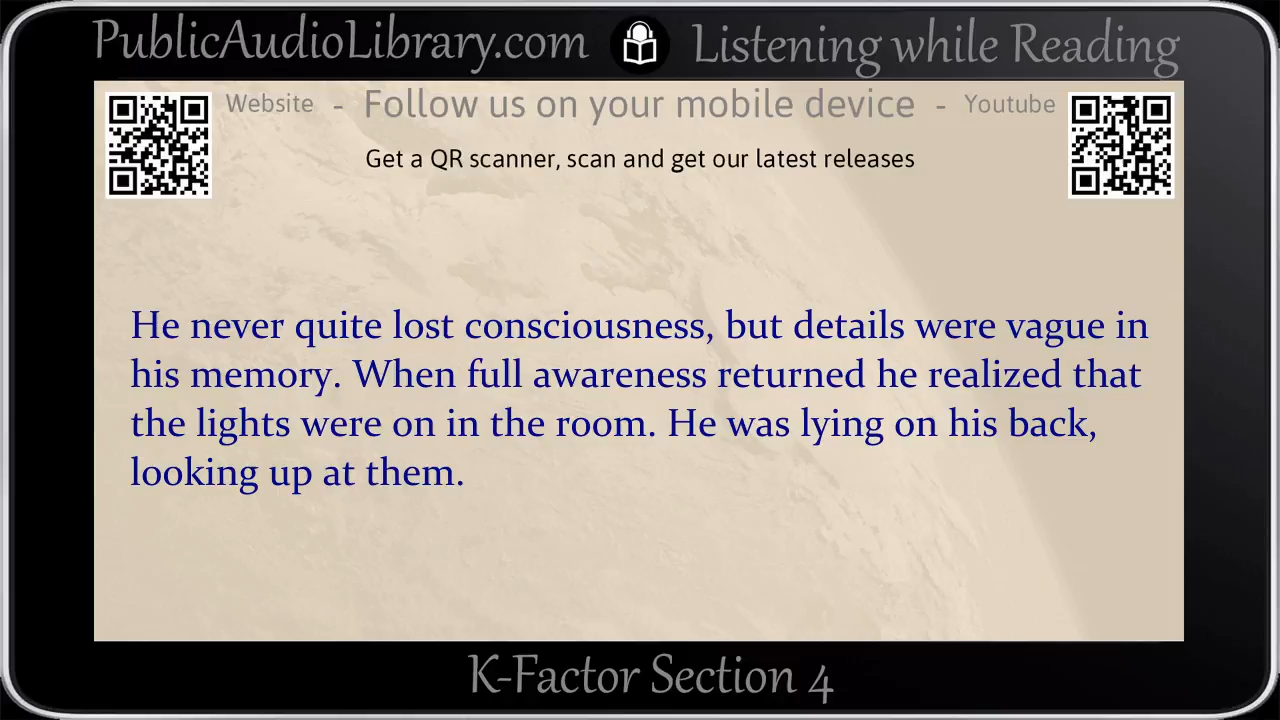 PublicAudioLibrary.com Listening while Reading
Website - Follow us on your mobile device - Youtube
Get a QR scanner, scan and get our latest releases
He never quite lost consciousness, but details were vague in
his memory. When full awareness returned he realized that
the lights were on in the room. He was lying on his back,
looking up at them.
K-Factor Section 4